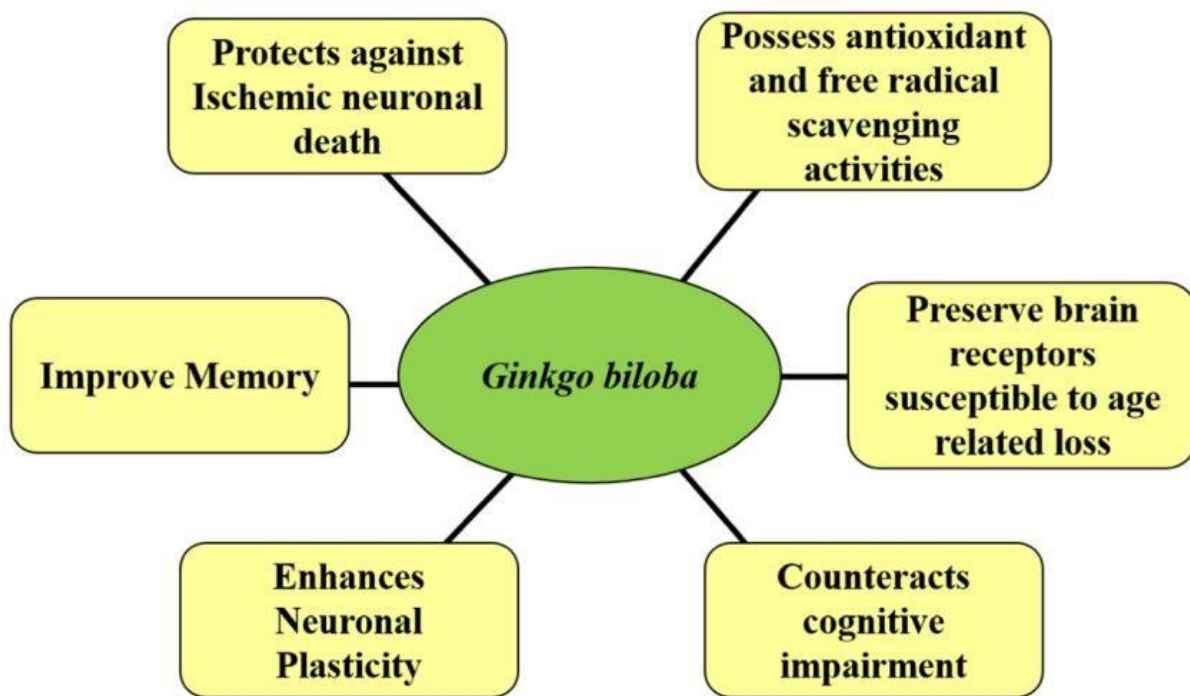 Protects against
Ischemic neuronal
death
Possess antioxidant
and free radical
scavenging
activities
Improve Memory
Ginkgo biloba
Preserve brain
receptors
susceptible to age
related loss
Enhances
Neuronal
Plasticity
Counteracts
cognitive
impairment